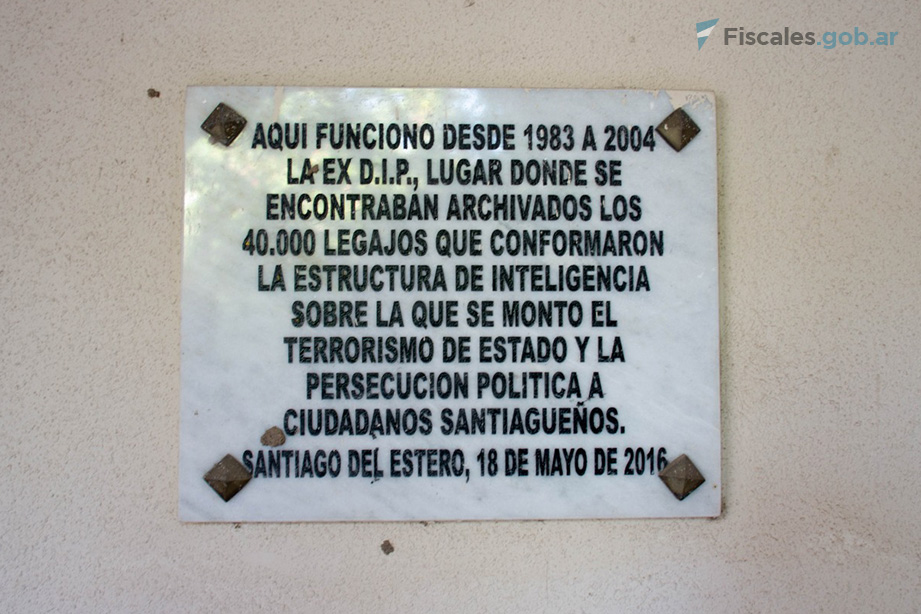 Fiscales.gob.ar
AQUI FUNCIONO DESDE 1983 A 2004
LA EX D.I.P., LUGAR DONDE SE
ENCONTRABAN ARCHIVADOS LOS
40.000 LEGAJOS QUE CONFORMARON
LA ESTRUCTURA DE INTELIGENCIA
SOBRE LA QUE SE MONTO EL
TERRORISMO DE ESTADO Y LA
PERSECUCION POLITICA A
CIUDADANOS SANTIAGUEÑOS.
SANTIAGO DEL ESTERO, 18 DE MAYO DE 2016